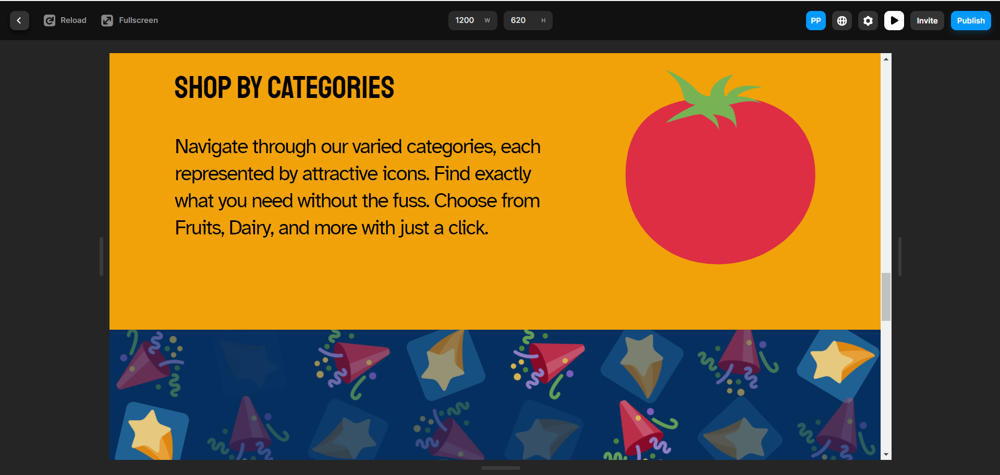 Reload
Fullscreen
1200 W
620 H
PP
Invite
Publish
SHOP BY CATEGORIES
Navigate through our varied categories, each
represented by attractive icons. Find exactly
what you need without the fuss. Choose from
Fruits, Dairy, and more with just a click.